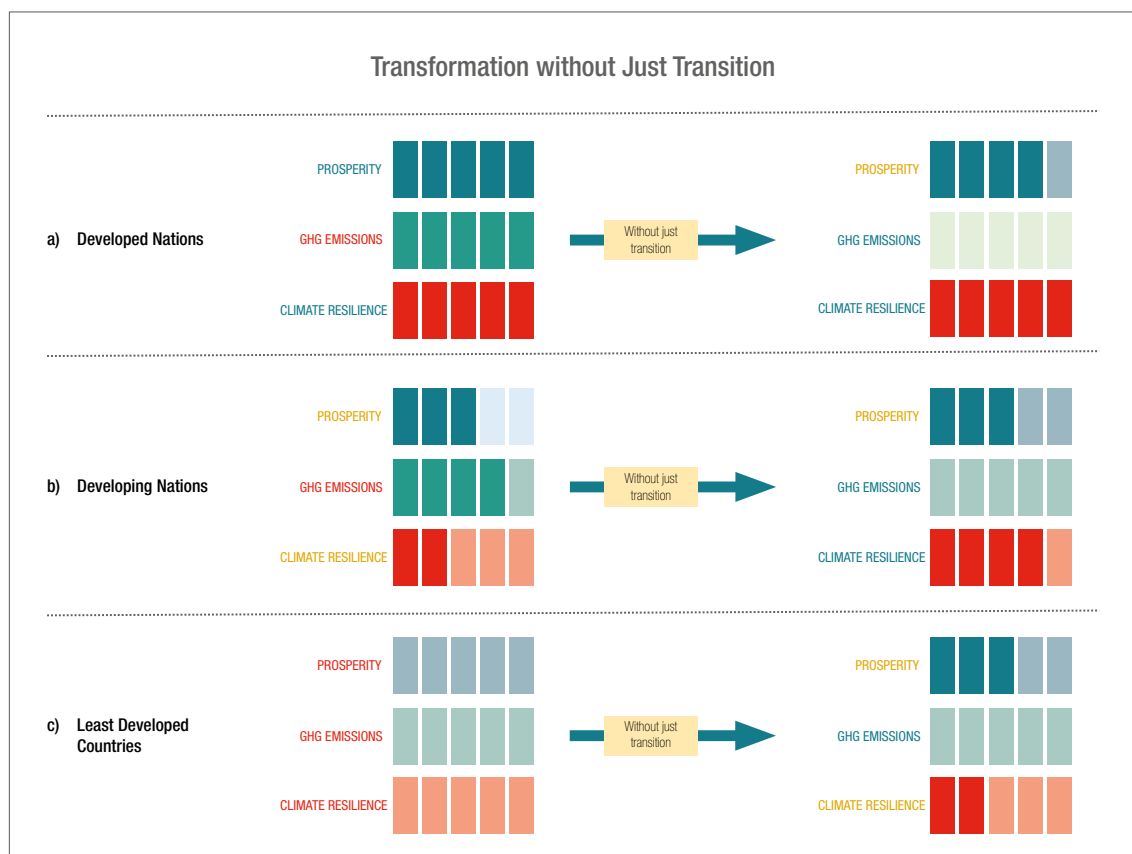 Transformation without Just Transition
PROSPERITY
PROSPERITY
a) Developed Nations
GHG EMISSIONS
Without just
transition
GHG EMISSIONS
CLIMATE RESILIENCE
CLIMATE RESILIENCE
PROSPERITY
PROSPERITY
b) Developing Nations
GHG EMISSIONS
Without just
transition
GHG EMISSIONS
CLIMATE RESILIENCE
CLIMATE RESILIENCE
PROSPERITY
PROSPERITY
c) Least Developed
Countries
GHG EMISSIONS
Without just
transition
GHG EMISSIONS
CLIMATE RESILIENCE
CLIMATE RESILIENCE